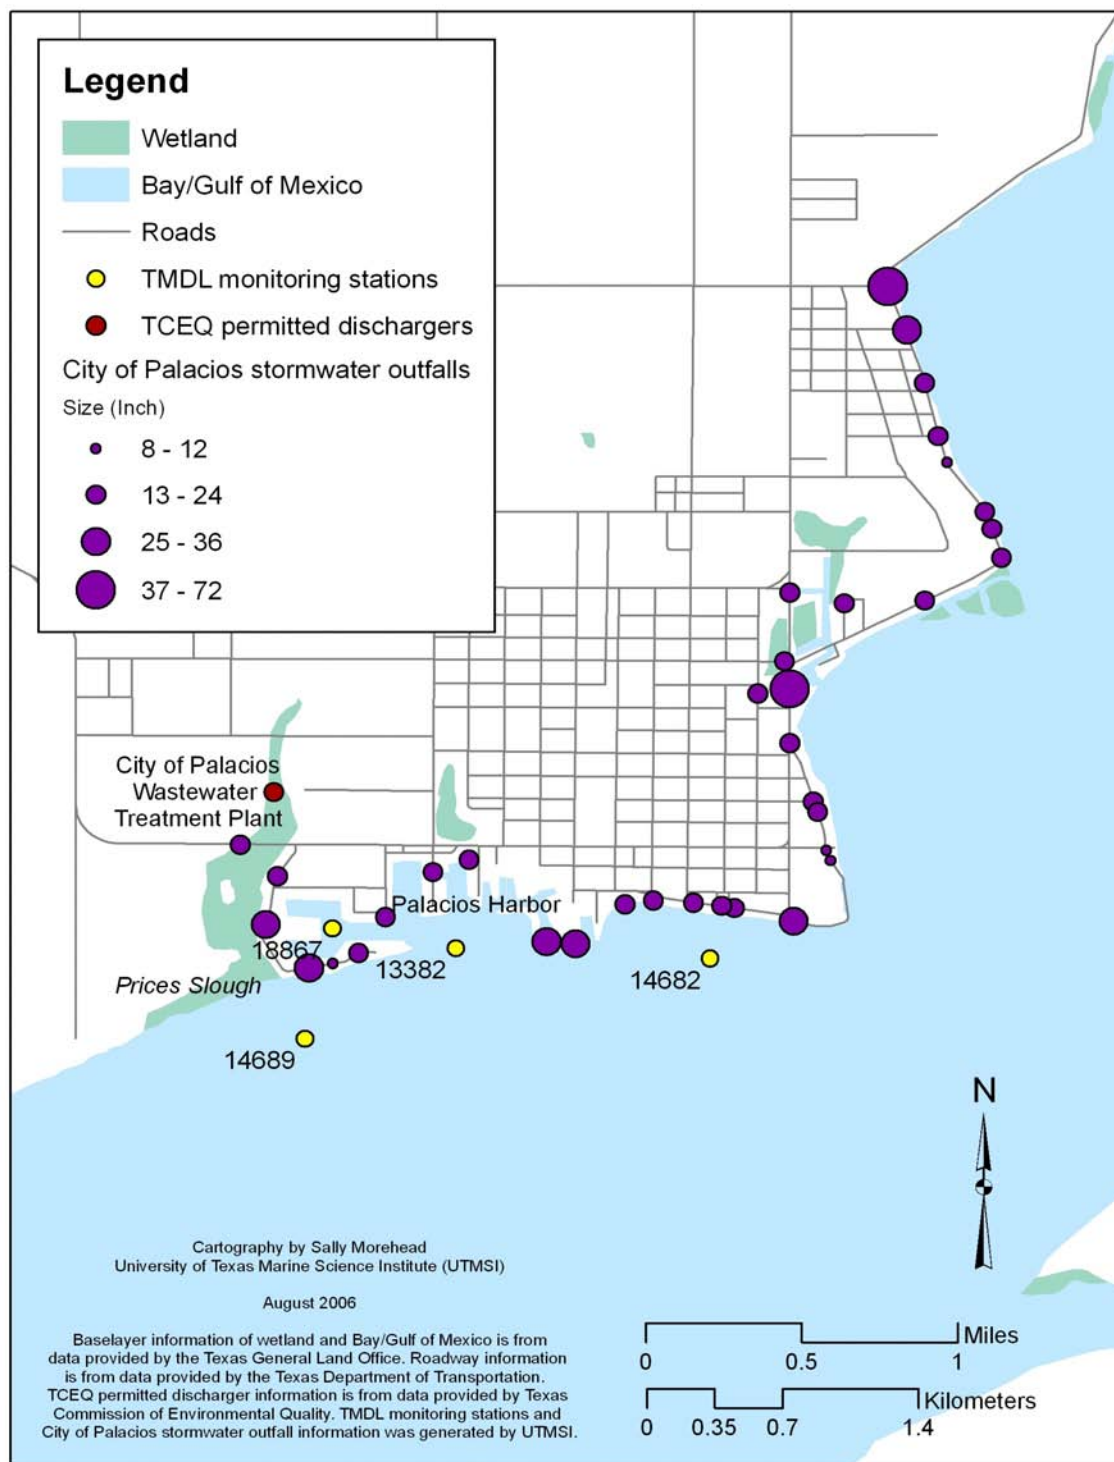 Legend
Wetland
Bay/Gulf of Mexico
Roads
TMDL monitoring stations
TCEQ permitted dischargers
City of Palacios stormwater outfalls
Size (Inch)
8 - 12
13 - 24
25 - 36
37 - 72
City of Palacios
Wastewater
Treatment Plant
Palacios Harbor
18867
13382
14682
Prices Slough
14689
N
Cartography by Sally Morehead
University of Texas Marine Science Institute (UTMSI)
August 2006
Baselayer information of wetland and Bay/Gulf of Mexico is from
data provided by the Texas General Land Office. Roadway information
is from data provided by the Texas Department of Transportation.
TCEQ permitted discharger information is from data provided by Texas
Commission of Environmental Quality. TMDL monitoring stations and
City of Palacios stormwater outfall information was generated by UTMSI.
Miles
0 0.5 1
Kilometers
0 0.35 0.7 1.4